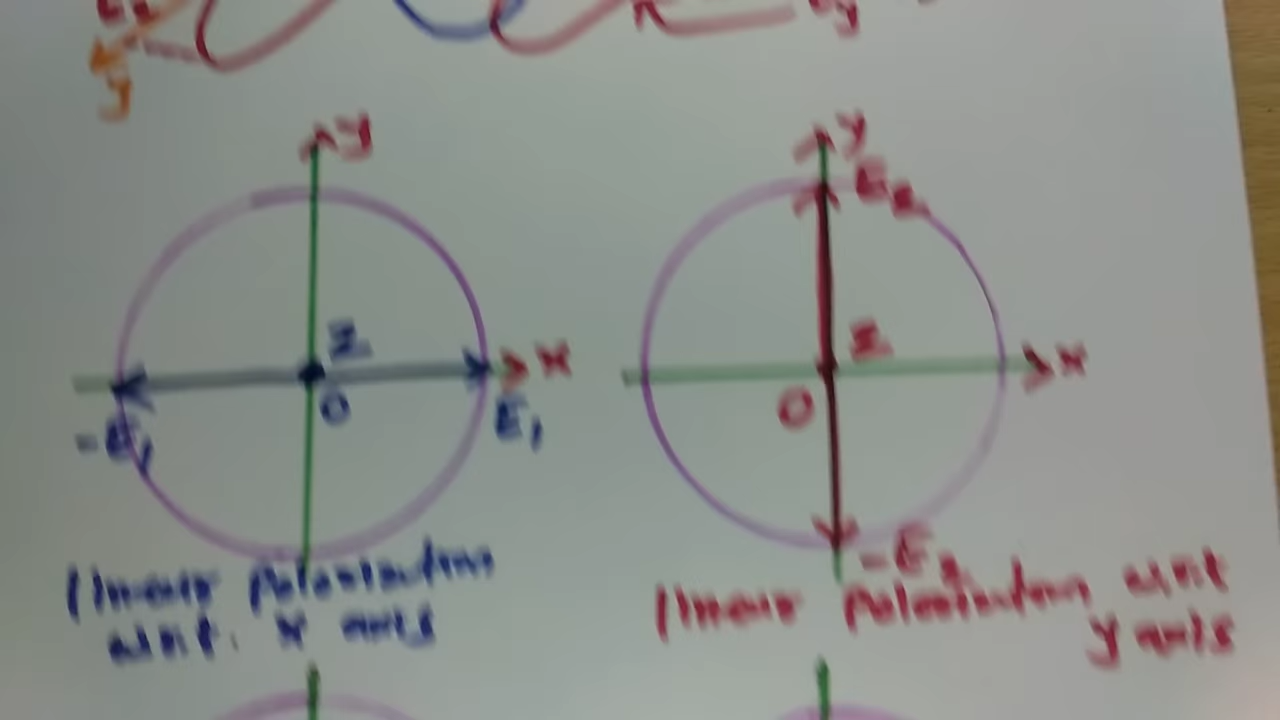 y
y
y
y
E2
Z
x
Z
x
O
O
-E1
E1
-E2
linear polarization
w.r.t. x axis
linear polarization w.r.t
y axis